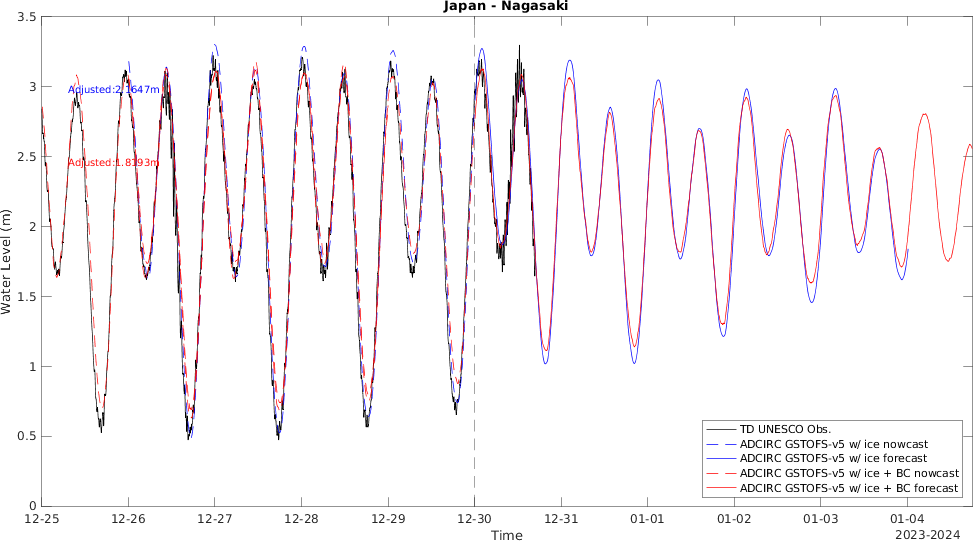 Japan - Nagasaki
3.5
3
2.5
2
1.5
1
0.5
0
Water Level (m)
Adjusted:2.1647m
Adjusted:1.8193m
12-25
12-26
12-27
12-28
12-29
12-30
12-31
01-01
01-02
01-03
01-04
Time
2023-2024
TD UNESCO Obs.
ADCIRC GSTOFS-v5 w/ ice nowcast
ADCIRC GSTOFS-v5 w/ ice forecast
ADCIRC GSTOFS-v5 w/ ice + BC nowcast
ADCIRC GSTOFS-v5 w/ ice + BC forecast